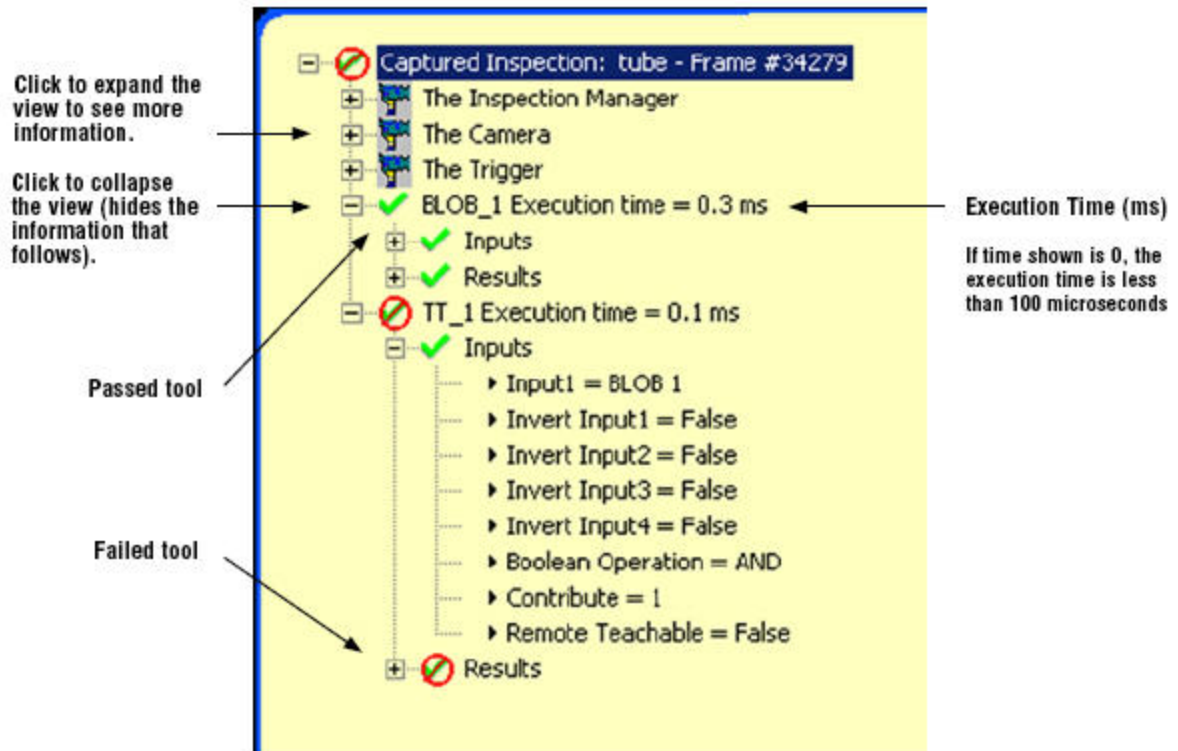 Captured Inspection: tube - Frame #34279
Click to expand the
view to see more
information.
The Inspection Manager
The Camera
The Trigger
Click to collapse
the view (hides the
information that
follows).
BLOB_1 Execution time = 0.3 ms
Execution Time (ms)
If time shown is 0, the
execution time is less
than 100 microseconds
Inputs
Results
TT_1 Execution time = 0.1 ms
Inputs
Passed tool
Input1 = BLOB 1
Invert Input1 = False
Invert Input2 = False
Invert Input3 = False
Invert Input4 = False
Failed tool
Boolean Operation = AND
Contribute = 1
Remote Teachable = False
Results